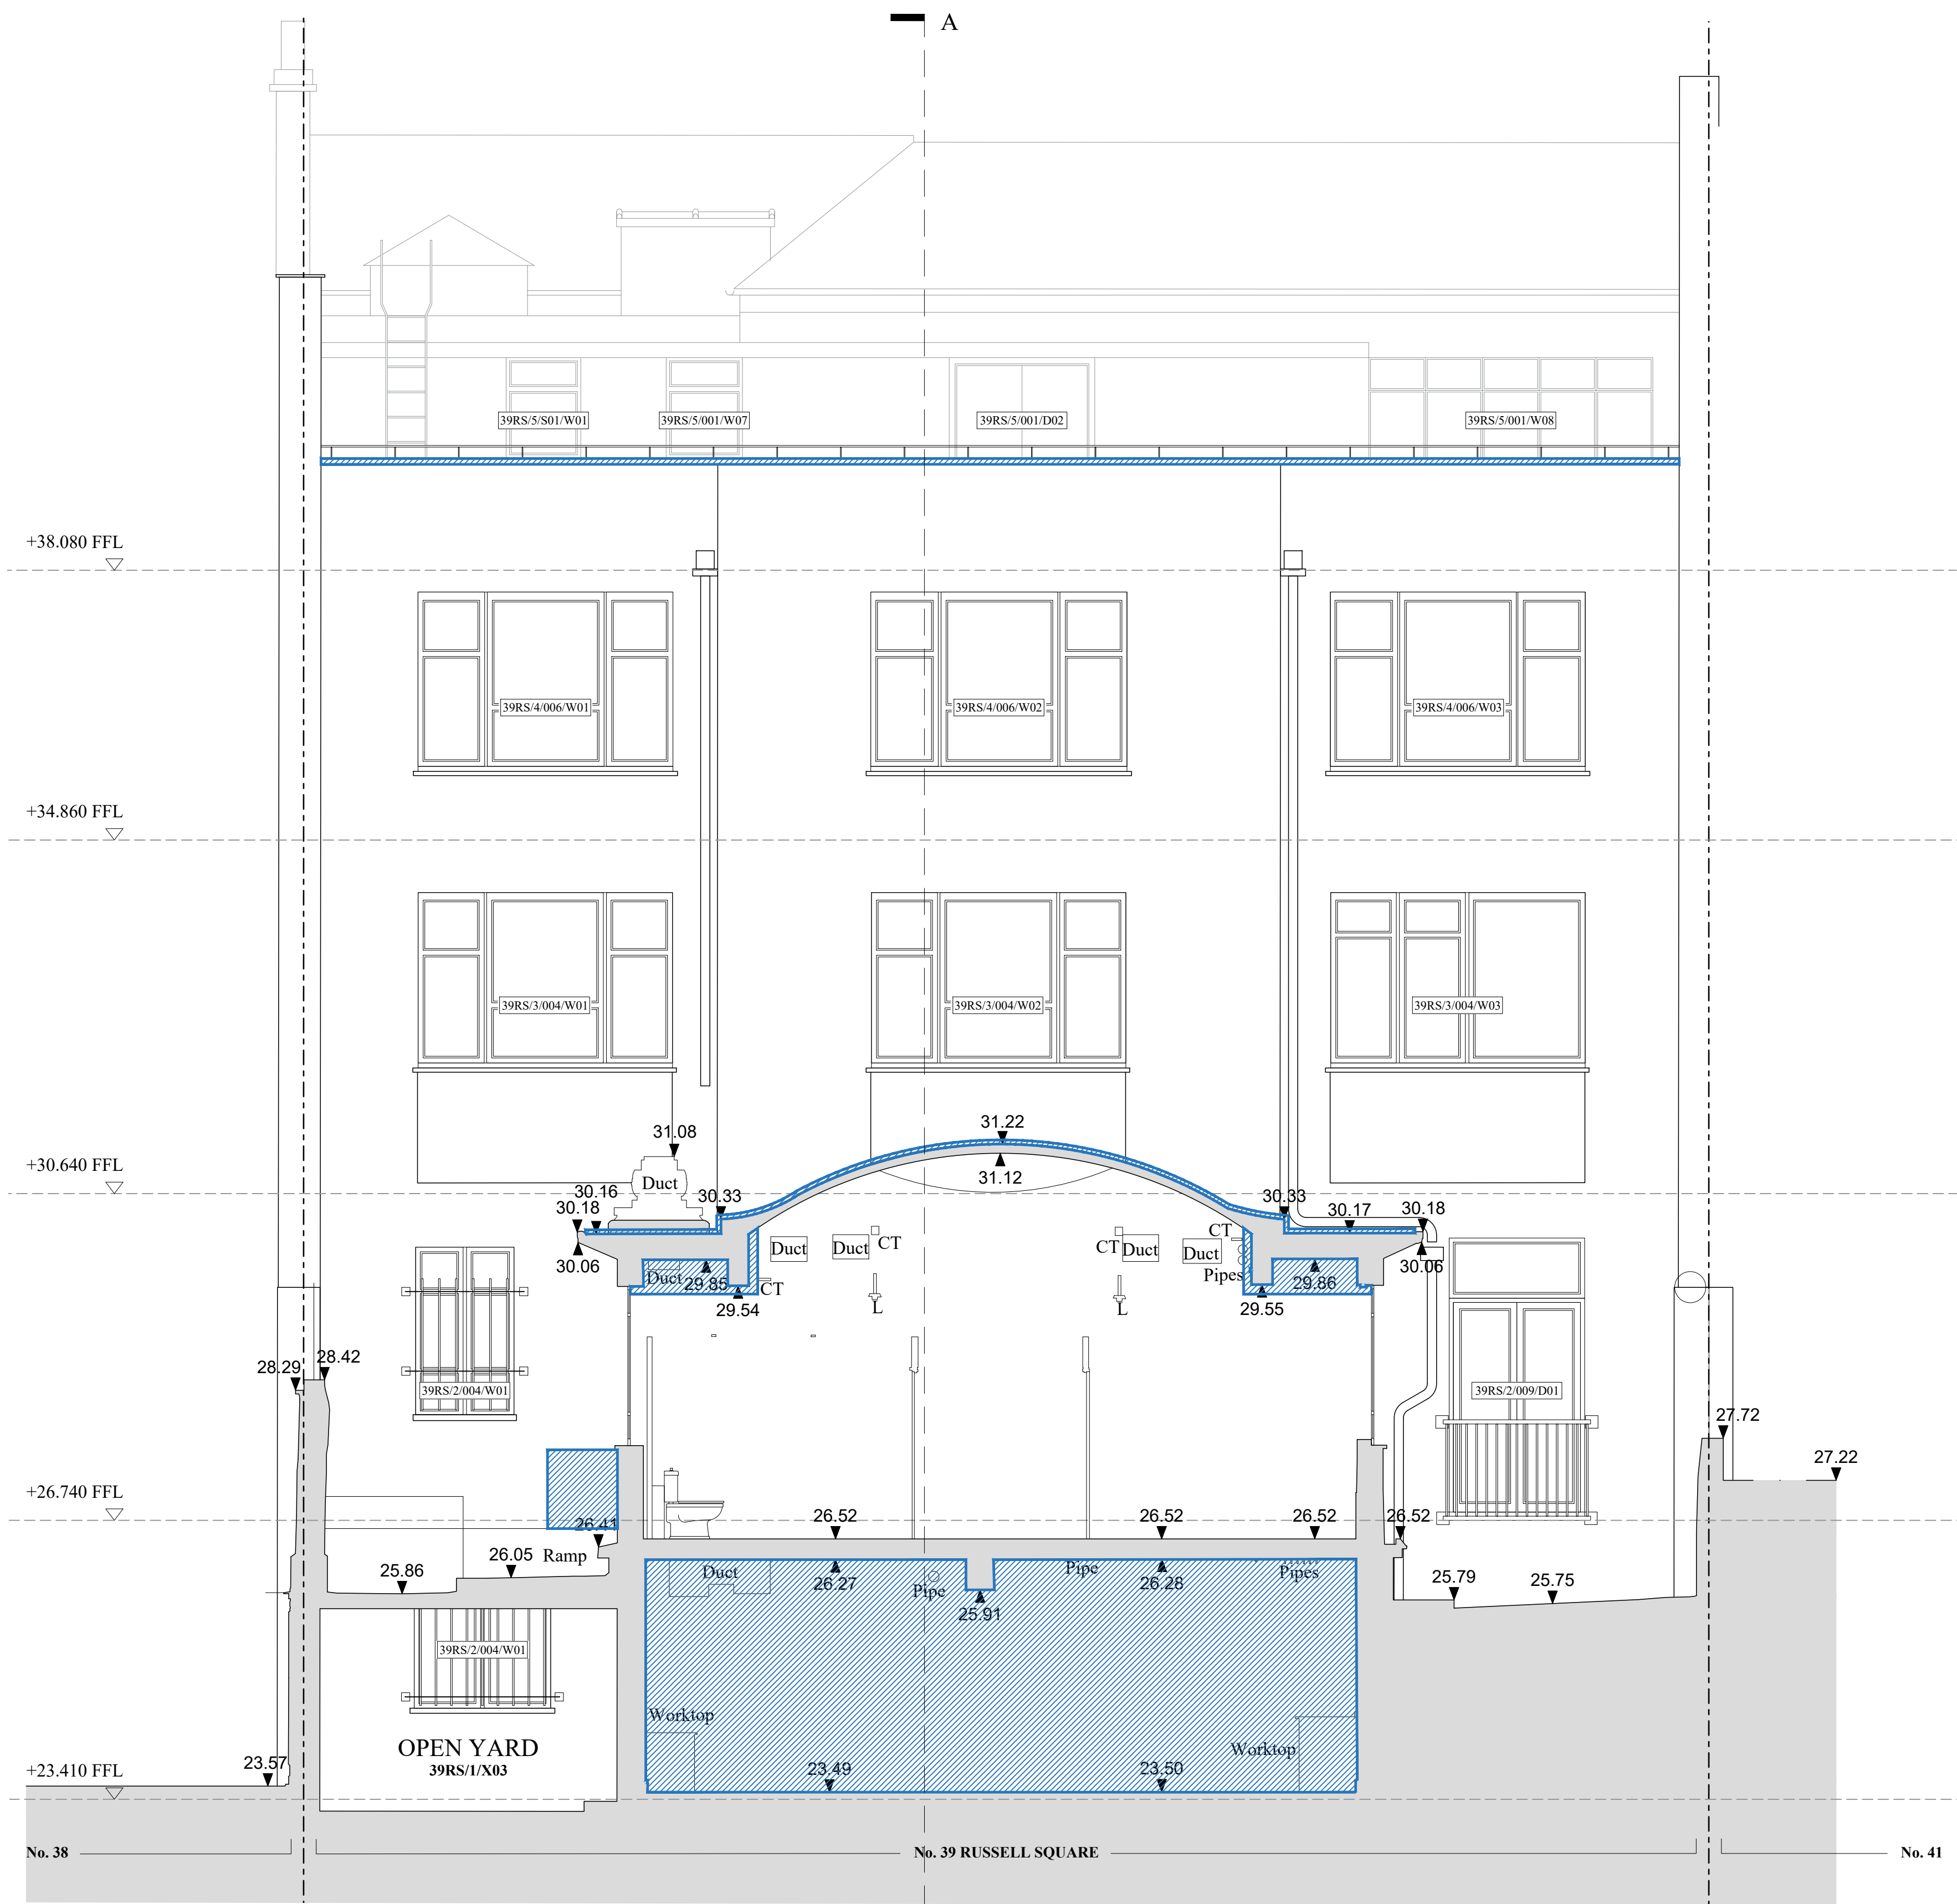 A
39RS/5/S01/W01
39RS/5/001/W07
39RS/5/001/D02
39RS/5/001/W08
+38.080 FFL
39RS/4/006/W01
39RS/4/006/W02
39RS/4/006/W03
+34.860 FFL
39RS/3/004/W01
39RS/3/004/W02
39RS/3/004/W03
31.22
31.08
+30.640 FFL
31.12
Duct
30.16
30.33
30.33
30.18
30.17
30.18
CT
Duct
Duct
CT
CT
Duct
Duct
30.06
30.06
Pipes
Duct
29.85
CT
29.86
29.54
L
L
29.55
28.29
28.42
39RS/2/004/W01
39RS/2/009/D01
27.72
27.22
+26.740 FFL
26.41
26.52
26.52
26.52
26.52
26.05
Ramp
25.86
Duct
26.27
Pipe
Pipe
26.28
Pipes
25.79
25.75
25.91
39RS/2/004/W01
Worktop
Worktop
OPEN YARD
39RS/1/X03
23.57
23.49
23.50
+23.410 FFL
No. 38
No. 39 RUSSELL SQUARE
No. 41